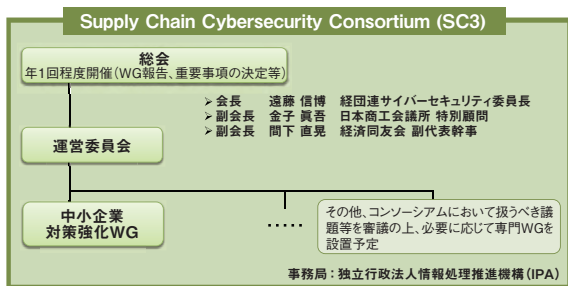 Supply Chain Cybersecurity Consortium (SC3)
総会
年1回程度開催(WG報告、重要事項の決定等)
➢会長 遠藤 信博 経団連サイバーセキュリティ委員長
➢副会長 金子 眞吾 日本商工会議所 特別顧問
➢副会長 間下 直晃 経済同友会 副代表幹事
運営委員会
中小企業
対策強化WG
‥‥‥
その他、コンソーシアムにおいて扱うべき議
題等を審議の上、必要に応じて専門WGを
設置予定
事務局：独立行政法人情報処理推進機構(IPA)